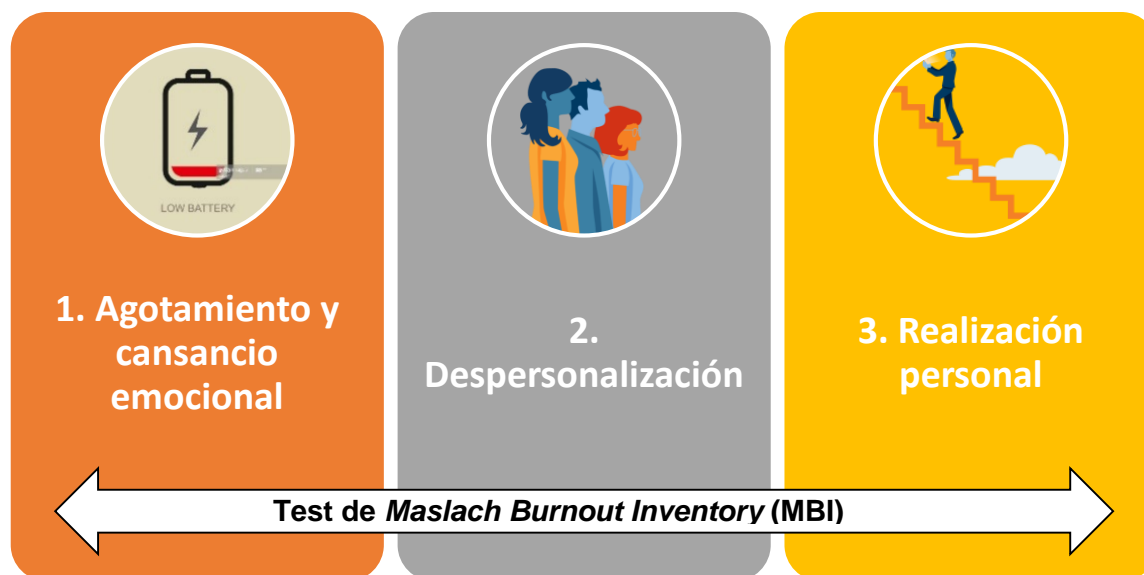 LOW BATTERY
1. Agotamiento y
cansancio
emocional
2.
Despersonalización
3. Realización
personal
Test de Maslach Burnout Inventory (MBI)